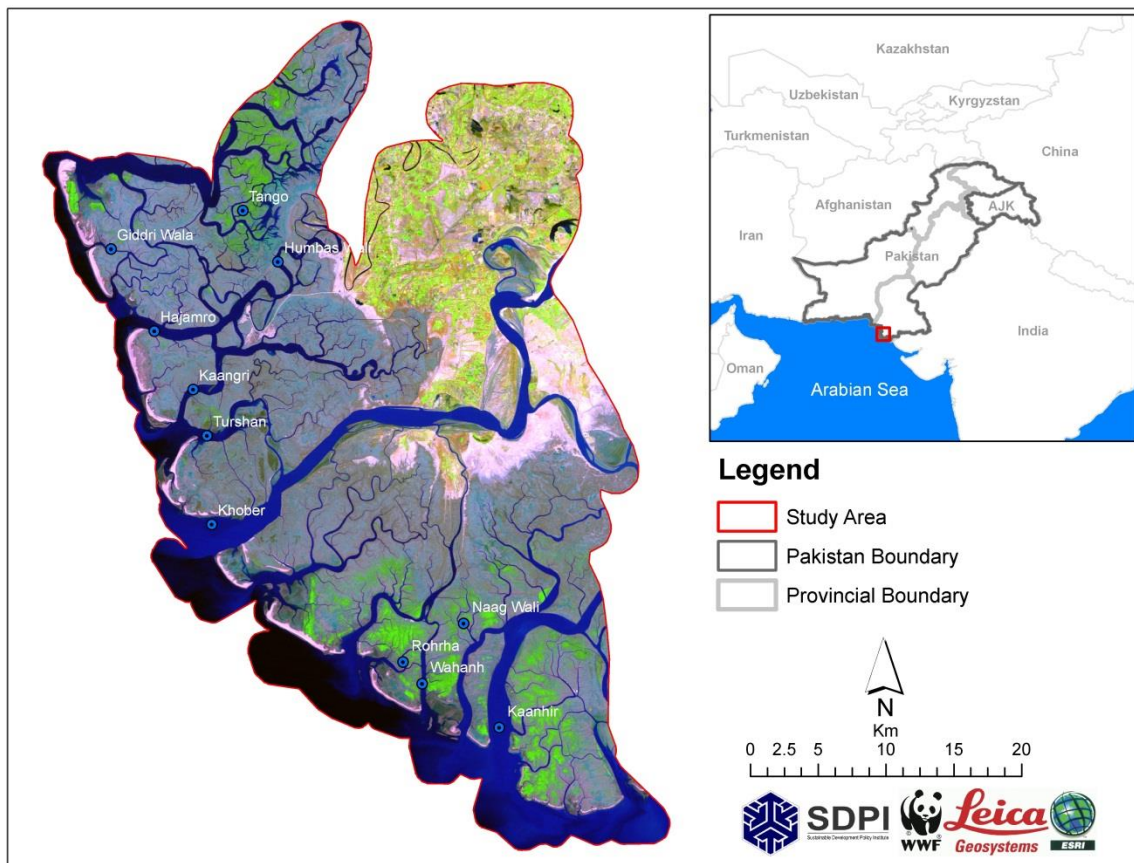 Tango
Giddri Wala
Humbas
Hajamro
Kaangri
Turshan
Khober
Naag Wali
Rohrha
Wahanh
Kaanhir
Kazakhstan
Uzbekistan
Kyrgyzstan
Turkmenistan
China
Afghanistan
AJK
Iran
Pakistan
India
Oman
Arabian Sea
Legend
Study Area
Pakistan Boundary
Provincial Boundary
N
Km
0 2.5 5 10 15 20
SDPI
Sustainable Development Policy Institute
WWF
Leica
Geosystems
ESRI